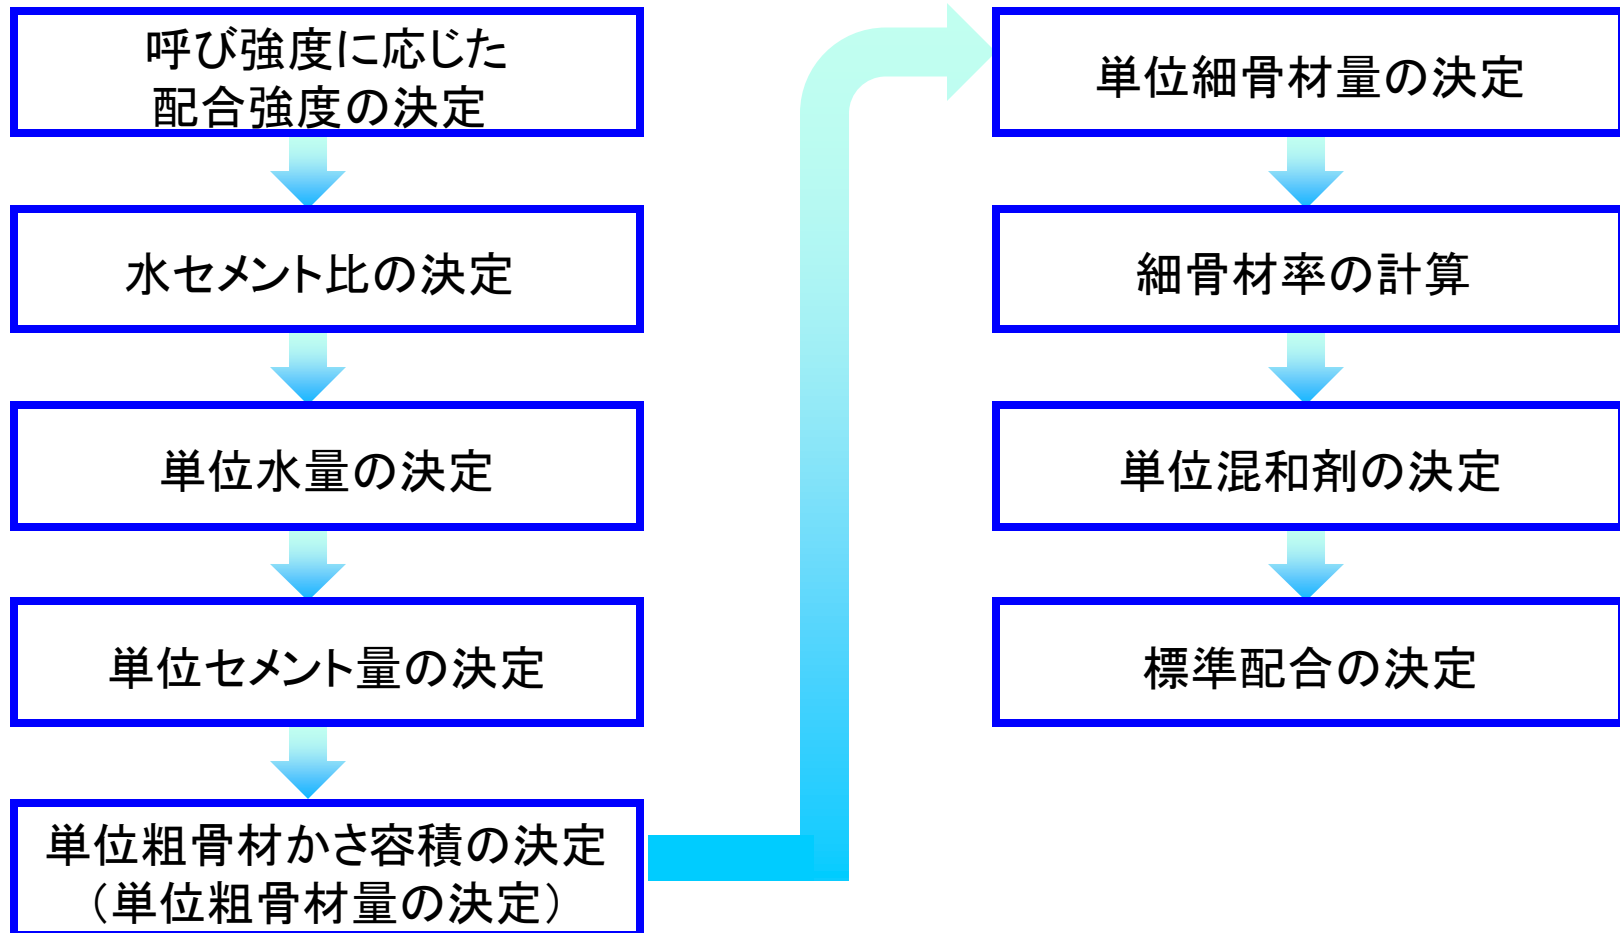 呼び強度に応じた
配合強度の決定
水セメント比の決定
単位水量の決定
単位セメント量の決定
単位粗骨材かさ容積の決定
（単位粗骨材量の決定）
単位細骨材量の決定
細骨材率の計算
単位混和剤の決定
標準配合の決定